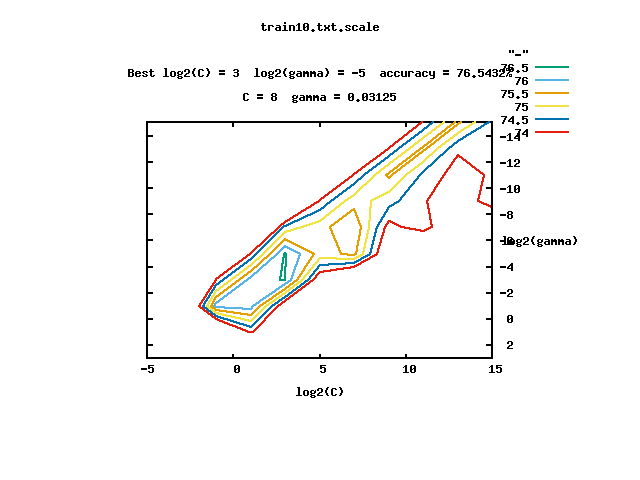 train10.txt.scale
"-"
Best log2(C) = 3  log2(gamma) = -5  accuracy = 76.5432%
76.5
76
C = 8  gamma = 0.03125
75.5
75
74.5
74
-14
-12
-10
-8
-6
log2(gamma)
-4
-2
0
2
-5 0 5 10 15
log2(C)